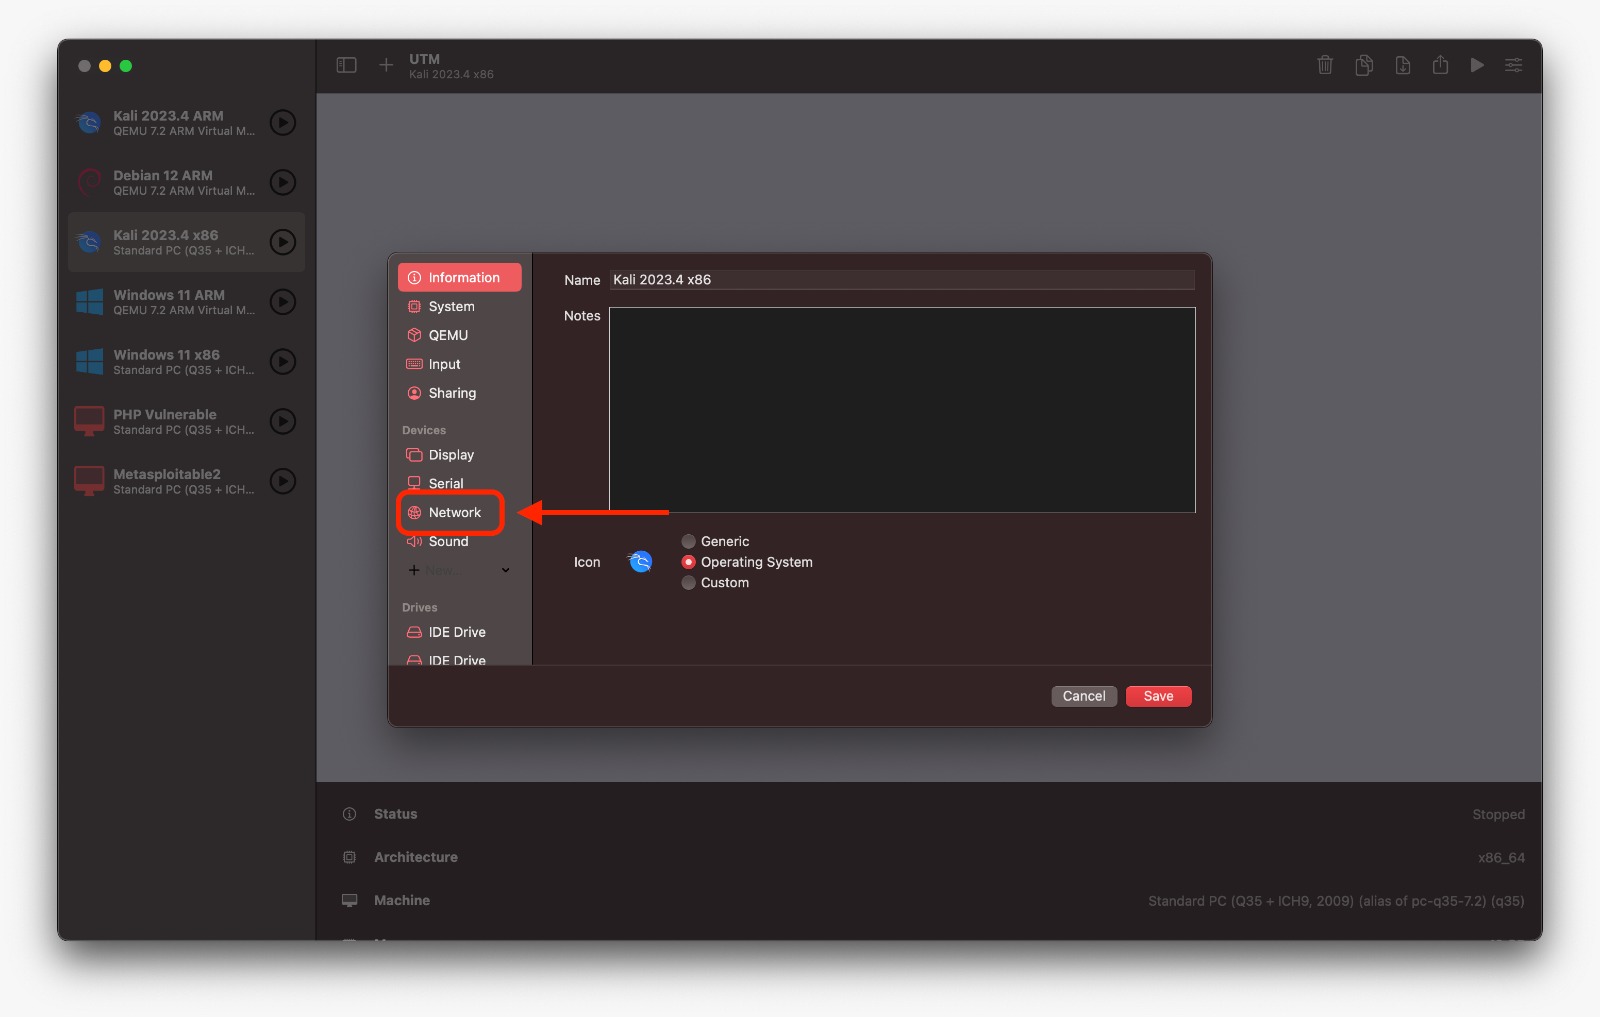 UTM
Kali 2023.4 x86
Kali 2023.4 ARM
QEMU 7.2 ARM Virtual M...
Debian 12 ARM
QEMU 7.2 ARM Virtual M...
Kali 2023.4 x86
Standard PC (Q35 + ICH...
Windows 11 ARM
QEMU 7.2 ARM Virtual M...
Windows 11 x86
Standard PC (Q35 + ICH...
PHP Vulnerable
Standard PC (Q35 + ICH...
Metasploitable2
Standard PC (Q35 + ICH...
Information
System
QEMU
Input
Sharing
Devices
Display
Serial
Network
Sound
New...
Drives
IDE Drive
IDE Drive
Name Kali 2023.4 x86
Notes
Icon
Generic
Operating System
Custom
Cancel Save
Status Stopped
Architecture x86_64
Machine Standard PC (Q35 + ICH9, 2009) (alias of pc-q35-7.2) (q35)